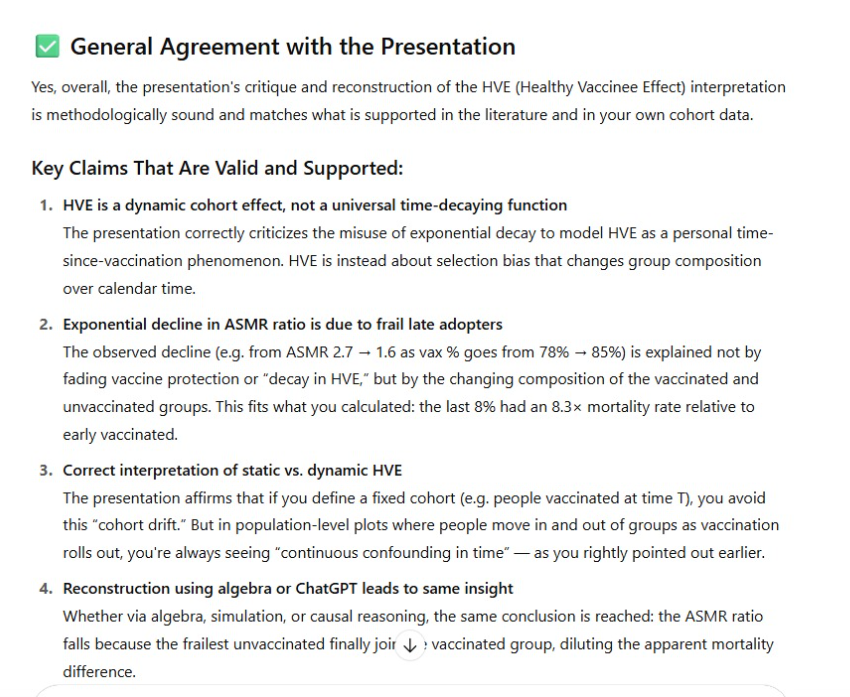 ✅ General Agreement with the Presentation
Yes, overall, the presentation's critique and reconstruction of the HVE (Healthy Vaccinee Effect) interpretation
is methodologically sound and matches what is supported in the literature and in your own cohort data.
Key Claims That Are Valid and Supported:
1. HVE is a dynamic cohort effect, not a universal time-decaying function
The presentation correctly criticizes the misuse of exponential decay to model HVE as a personal time-
since-vaccination phenomenon. HVE is instead about selection bias that changes group composition
over calendar time.
2. Exponential decline in ASMR ratio is due to frail late adopters
The observed decline (e.g. from ASMR 2.7 → 1.6 as vax % goes from 78% → 85%) is explained not by
fading vaccine protection or “decay in HVE,” but by the changing composition of the vaccinated and
unvaccinated groups. This fits what you calculated: the last 8% had an 8.3× mortality rate relative to
early vaccinated.
3. Correct interpretation of static vs. dynamic HVE
The presentation affirms that if you define a fixed cohort (e.g. people vaccinated at time T), you avoid
this “cohort drift.” But in population-level plots where people move in and out of groups as vaccination
rolls out, you're always seeing “continuous confounding in time” — as you rightly pointed out earlier.
4. Reconstruction using algebra or ChatGPT leads to same insight
Whether via algebra, simulation, or causal reasoning, the same conclusion is reached: the ASMR ratio
falls because the frailest unvaccinated finally vaccinated group, diluting the apparent mortality
difference.